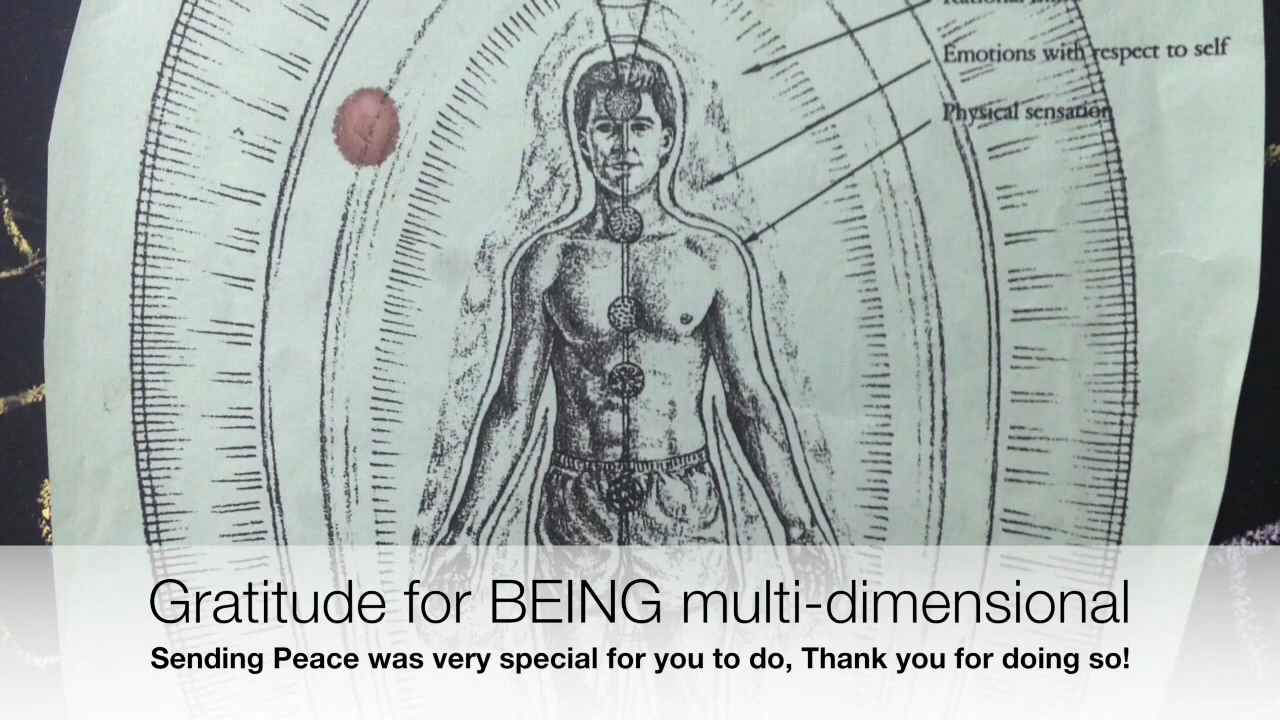 Emotions with respect to self
Physical sensation
Gratitude for BEING multi-dimensional
Sending Peace was very special for you to do, Thank you for doing so!